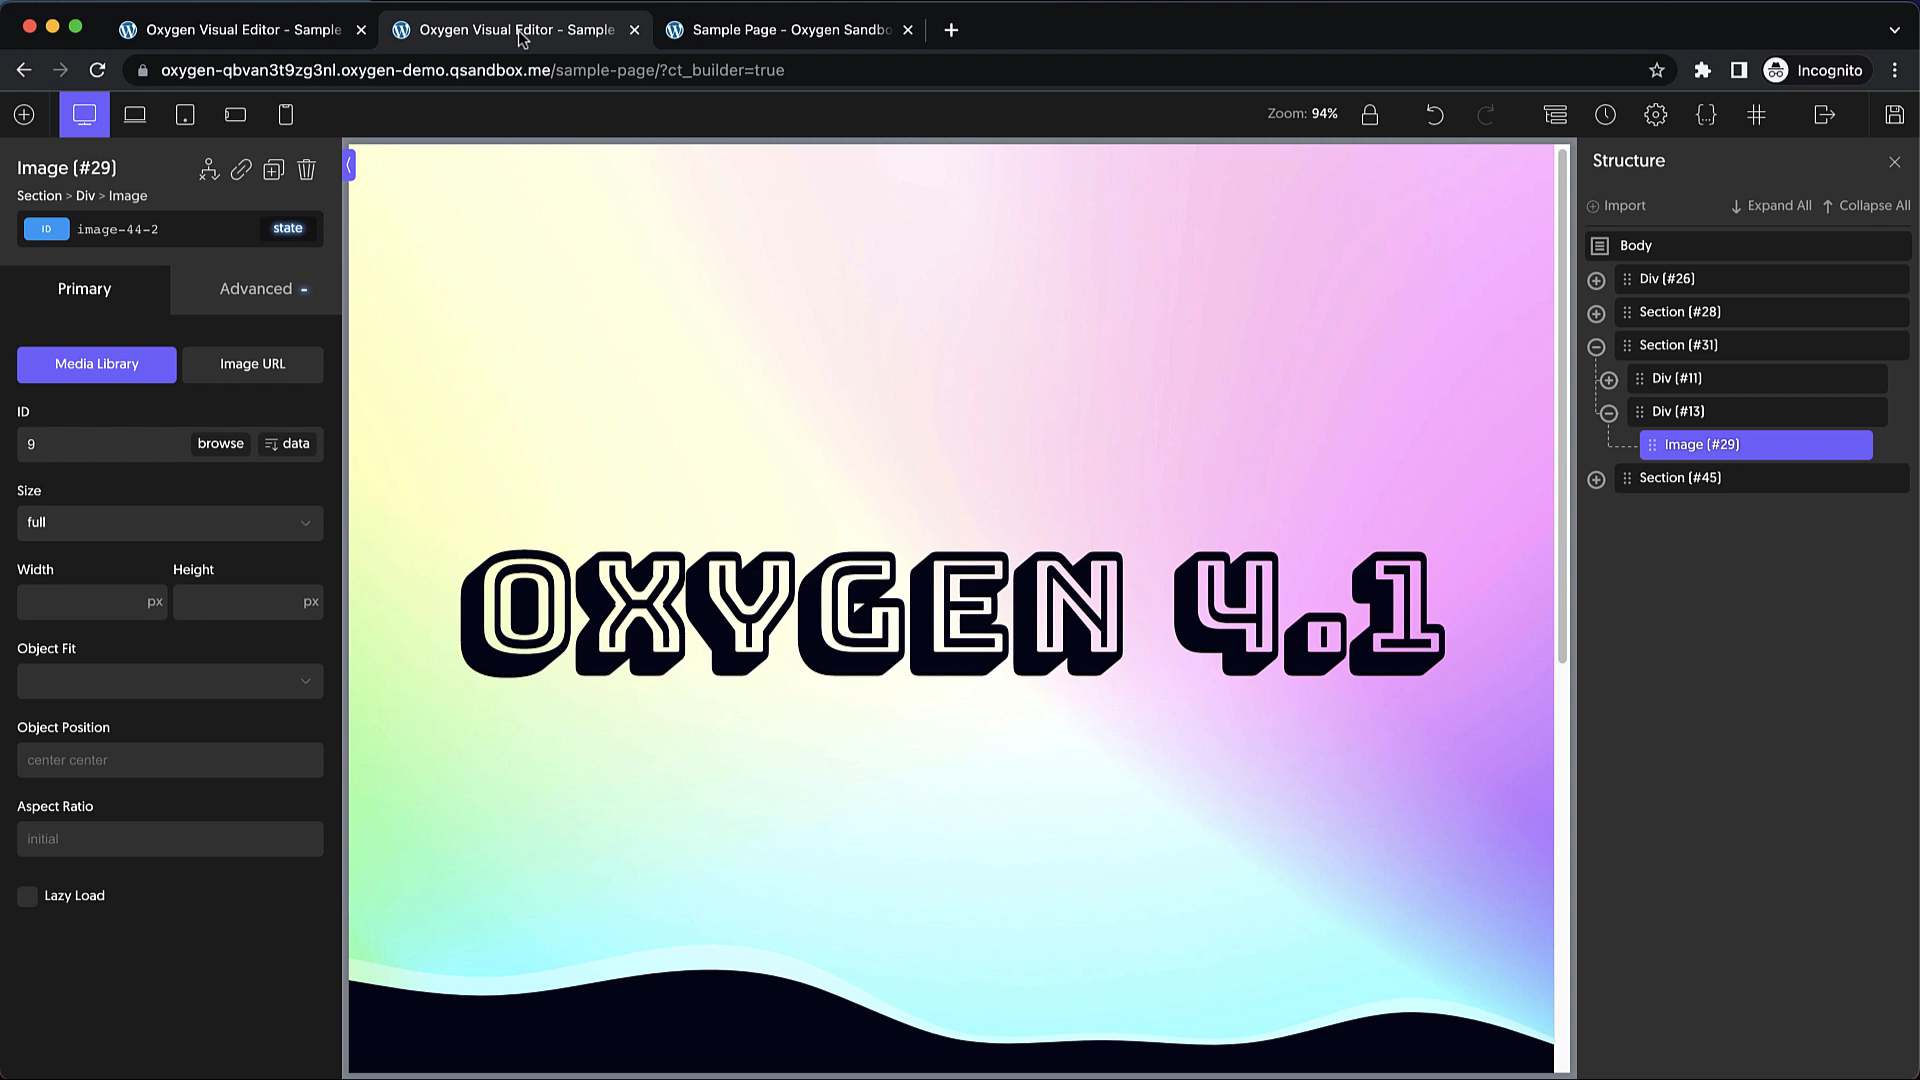 Oxygen Visual Editor - Sample
Oxygen Visual Editor - Sample
Sample Page - Oxygen Sandbo
oxygen-qbvan3t9zg3nl.oxygen-demo.qsandbox.me/sample-page/?ct_builder=true
Incognito
Zoom: 94%
Image (#29)
Section > Div > Image
ID image-44-2 state
Primary Advanced
Media Library Image URL
ID
9 browse data
Size
full
Width Height
px px
Object Fit
Object Position
center center
Aspect Ratio
initial
Lazy Load
OXYGEN 4.1
Structure
Import Expand All Collapse All
Body
Div (#26)
Section (#28)
Section (#31)
Div (#11)
Div (#13)
Image (#29)
Section (#45)